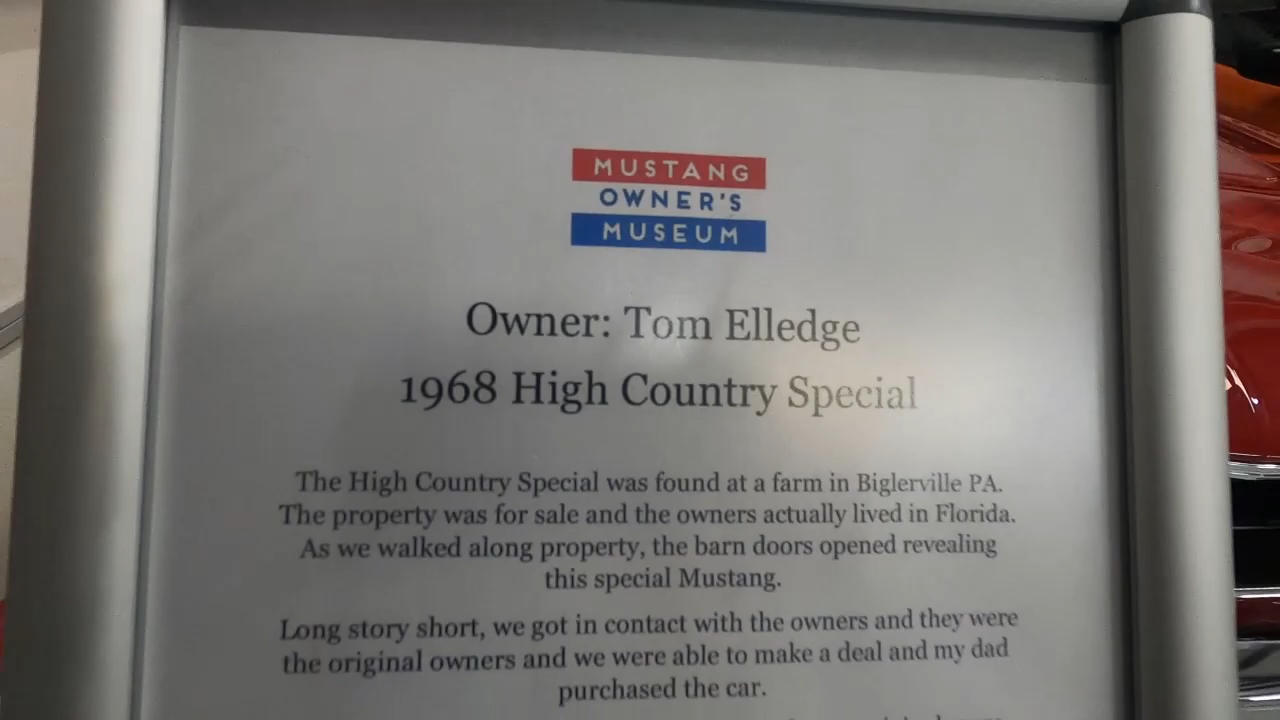 MUSTANG
OWNER'S
MUSEUM
Owner: Tom Elledge
1968 High Country Special
The High Country Special was found at a farm in Biglerville PA.
The property was for sale and the owners actually lived in Florida.
As we walked along property, the barn doors opened revealing
this special Mustang.
Long story short, we got in contact with the owners and they were
the original owners and we were able to make a deal and my dad
purchased the car.